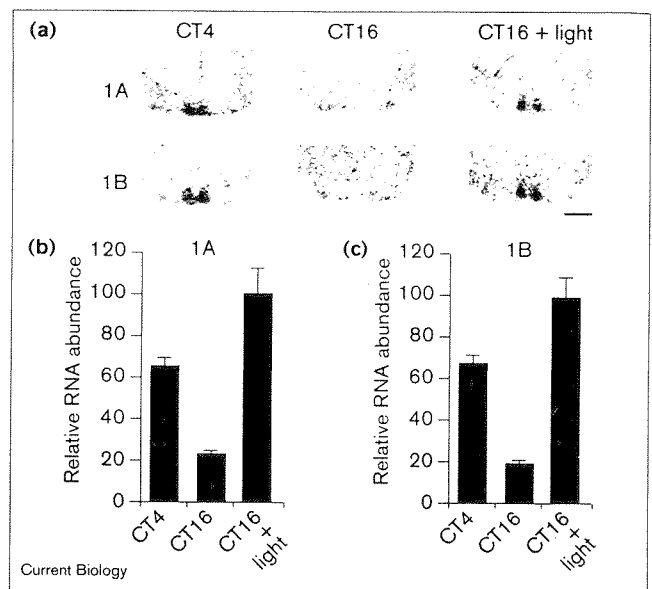 (a) CT4 CT16 CT16 + light
1A
1B
(b) 1A
Relative RNA abundance
120
100
80
60
40
20
0
CT4
CT16
CT16 + light
(c) 1B
Relative RNA abundance
120
100
80
60
40
20
0
CT4
CT16
CT16 + light
Current Biology